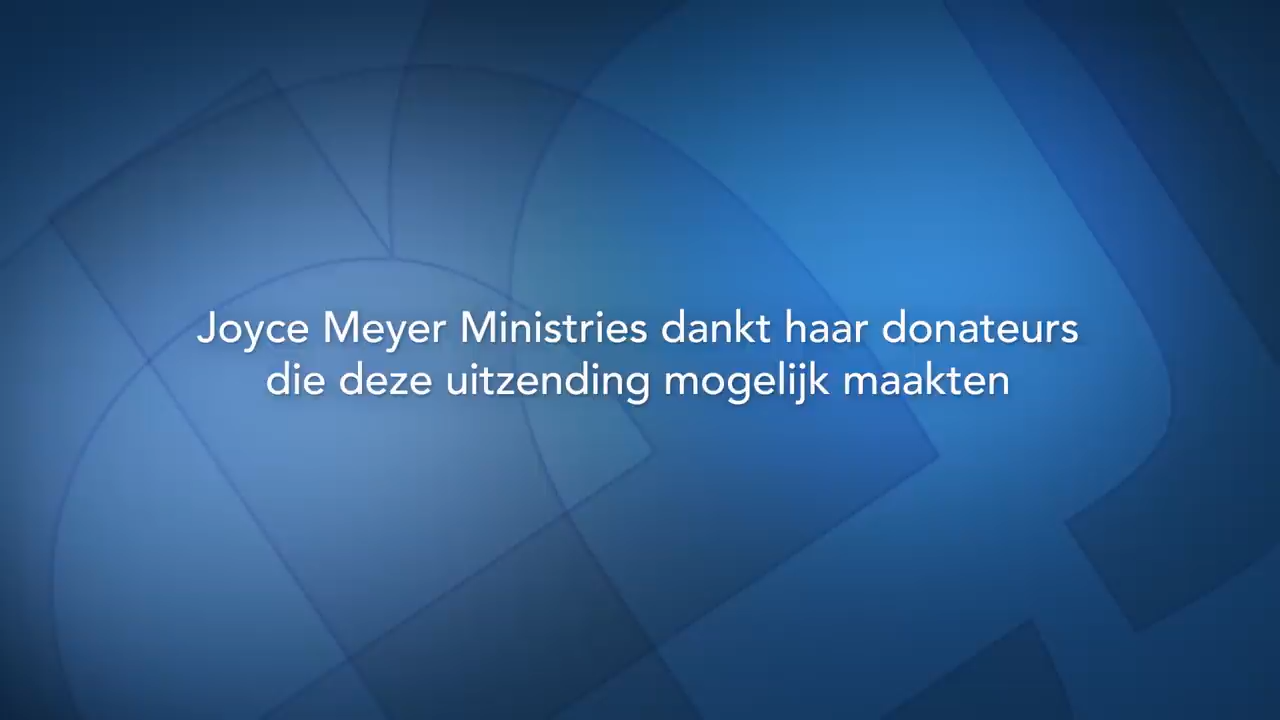 Joyce Meyer Ministries dankt haar donateurs
die deze uitzending mogelijk maakten